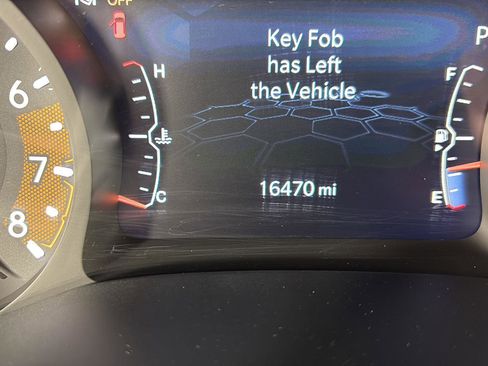 OFF
P
Key Fob
has Left
the Vehicle
H
F
6
7
8
C
16470 mi
E